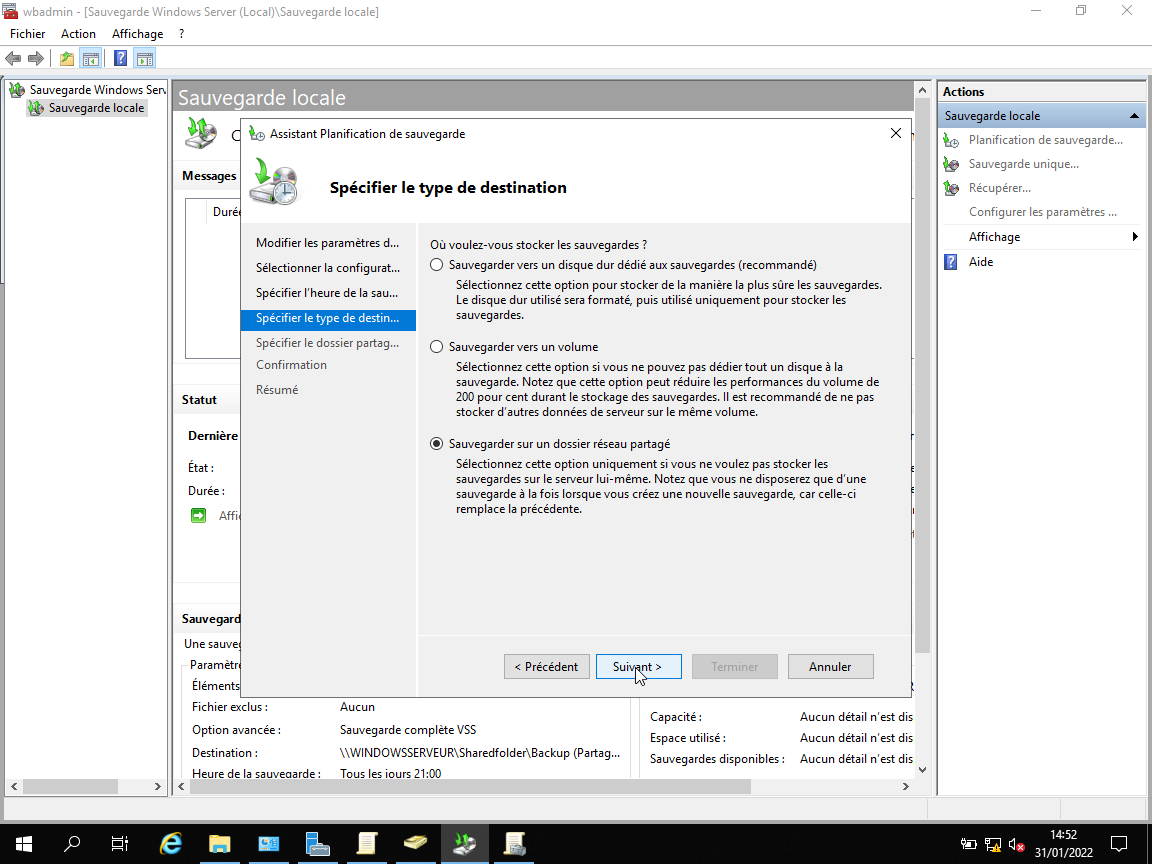 wbadmin - [Sauvegarde Windows Server (Local)\Sauvegarde locale]
Fichier Action Affichage ?
Sauvegarde Windows Serv
Sauvegarde locale
Sauvegarde locale
Messages
Durée
Statut
Dernière
État :
Durée :
Affi
Sauvegard
Une sauveg
Paramètre
Éléments
Fichier exclus : Aucun
Option avancée : Sauvegarde complète VSS
Destination : \\WINDOWSSERVEUR\Sharedfolder\Backup (Partag...
Heure de la sauvegarde : Tous les jours 21:00
Capacité : Aucun détail n'est dis
Espace utilisé : Aucun détail n'est dis
Sauvegardes disponibles : Aucun détail n'est dis
Assistant Planification de sauvegarde
Spécifier le type de destination
Modifier les paramètres d...
Sélectionner la configurat...
Spécifier l'heure de la sau...
Spécifier le type de destin...
Spécifier le dossier partag...
Confirmation
Résumé
Où voulez-vous stocker les sauvegardes ?
Sauvegarder vers un disque dur dédié aux sauvegardes (recommandé)
Sélectionnez cette option pour stocker de la manière la plus sûre les sauvegardes.
Le disque dur utilisé sera formaté, puis utilisé uniquement pour stocker les
sauvegardes.
Sauvegarder vers un volume
Sélectionnez cette option si vous ne pouvez pas dédier tout un disque à la
sauvegarde. Notez que cette option peut réduire les performances du volume de
200 pour cent durant le stockage des sauvegardes. Il est recommandé de ne pas
stocker d'autres données de serveur sur le même volume.
Sauvegarder sur un dossier réseau partagé
Sélectionnez cette option uniquement si vous ne voulez pas stocker les
sauvegardes sur le serveur lui-même. Notez que vous ne disposerez que d'une
sauvegarde à la fois lorsque vous créez une nouvelle sauvegarde, car celle-ci
remplace la précédente.
< Précédent Suivant > Terminer Annuler
Actions
Sauvegarde locale
Planification de sauvegarde...
Sauvegarde unique...
Récupérer...
Configurer les paramètres ...
Affichage
Aide
14:52
31/01/2022